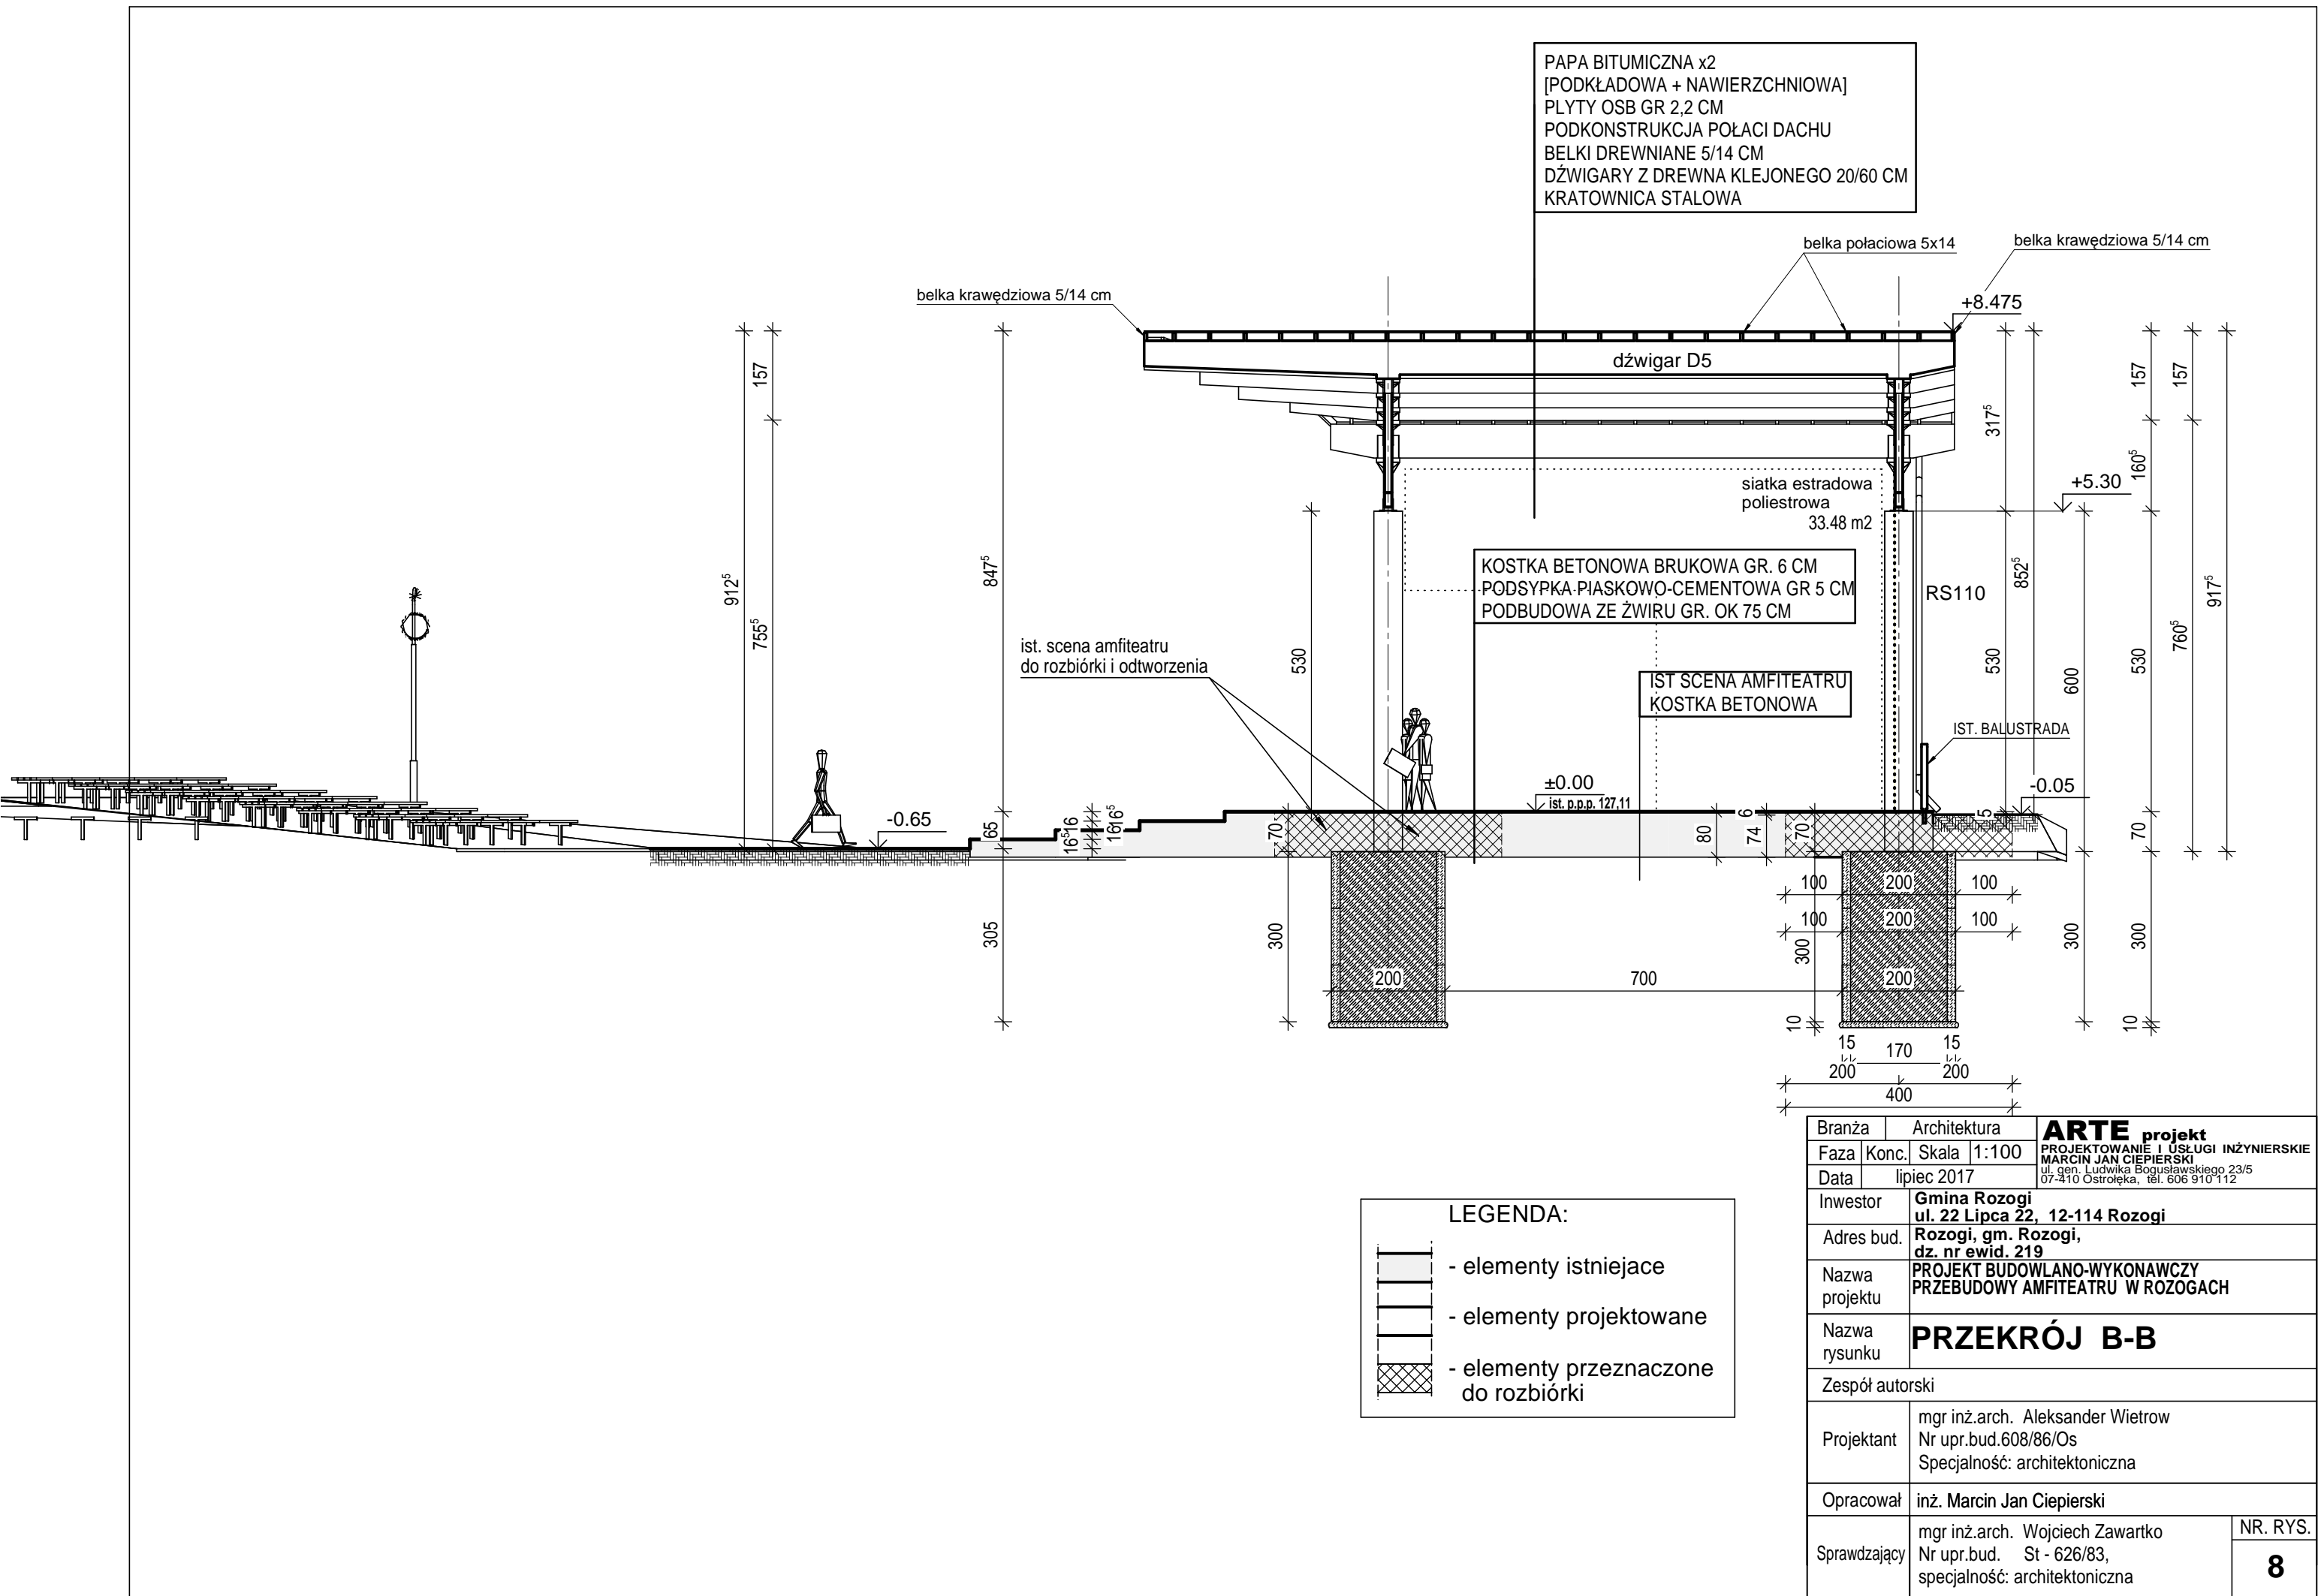 PAPA BITUMICZNA x2
[PODKŁADOWA + NAWIERZCHNIOWA]
PLYTY OSB GR 2,2 CM
PODKONSTRUKCJA POŁACI DACHU
BELKI DREWNIANE 5/14 CM
DŹWIGARY Z DREWNA KLEJONEGO 20/60 CM
KRATOWNICA STALOWA
belka połaciowa 5x14
belka krawędziowa 5/14 cm
belka krawędziowa 5/14 cm
+8.475
dźwigar D5
157
157
157
317⁵
160⁵
+5.30
siatka estradowa
poliestrowa
33.48 m2
912⁵
755⁵
847⁵
530
KOSTKA BETONOWA BRUKOWA GR. 6 CM
PODSYPKA PIASKOWO-CEMENTOWA GR 5 CM
PODBUDOWA ZE ŻWIRU GR. OK 75 CM
RS110
852⁵
917⁵
760⁵
530
600
530
ist. scena amfiteatru
do rozbiórki i odtworzenia
IST SCENA AMFITEATRU
KOSTKA BETONOWA
IST. BALUSTRADA
±0.00
ist. p.p.p. 127,11
-0.05
-0.65
65
16⁵
16
16
16⁵
70
80
6
74
70
5
70
100
200
100
100
200
100
305
300
300
300
300
200
700
200
10
10
15
170
15
200
200
400
LEGENDA:
- elementy istniejace
- elementy projektowane
- elementy przeznaczone
do rozbiórki
Branża Architektura
Faza Konc. Skala 1:100
Data lipiec 2017
ARTE projekt
PROJEKTOWANIE I USŁUGI INŻYNIERSKIE
MARCIN JAN CIEPIERSKI
ul. gen. Ludwika Bogusławskiego 23/5
07-410 Ostrołęka, tel. 606 910 112
Inwestor
Gmina Rozogi
ul. 22 Lipca 22, 12-114 Rozogi
Adres bud.
Rozogi, gm. Rozogi,
dz. nr ewid. 219
Nazwa
projektu
PROJEKT BUDOWLANO-WYKONAWCZY
PRZEBUDOWY AMFITEATRU W ROZOGACH
Nazwa
rysunku
PRZEKRÓJ B-B
Zespół autorski
Projektant
mgr inż.arch. Aleksander Wietrow
Nr upr.bud.608/86/Os
Specjalność: architektoniczna
Opracował
inż. Marcin Jan Ciepierski
Sprawdzający
mgr inż.arch. Wojciech Zawartko
Nr upr.bud. St - 626/83,
specjalność: architektoniczna
NR. RYS.
8